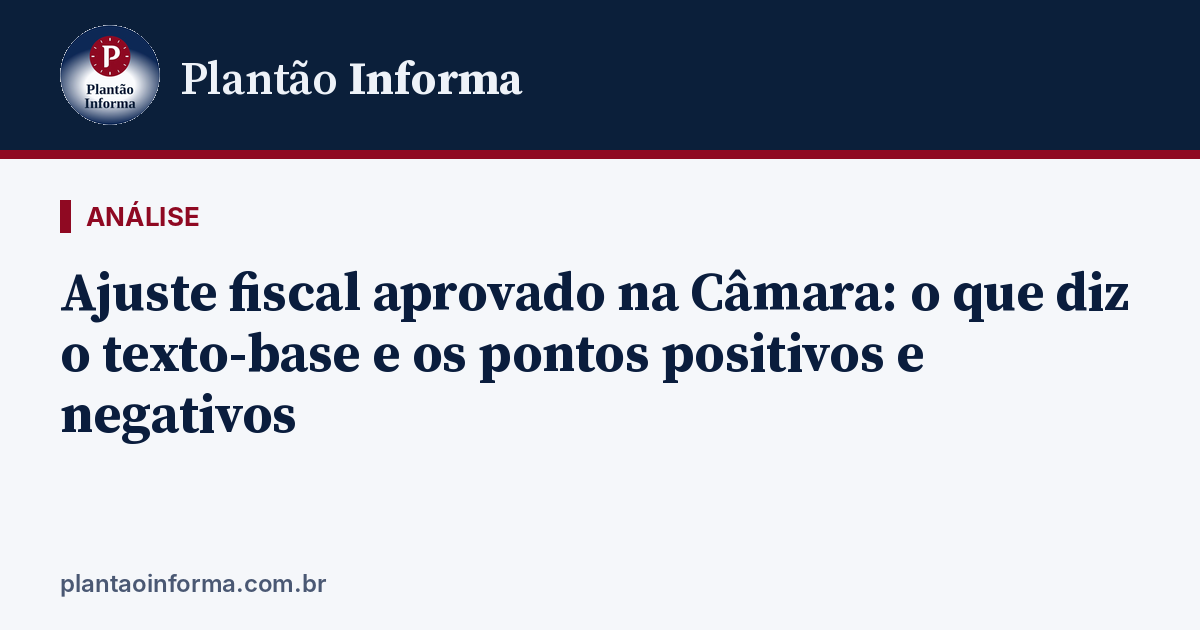 P
Plantão
Informa
Plantão Informa
ANÁLISE
Ajuste fiscal aprovado na Câmara: o que diz
o texto-base e os pontos positivos e
negativos
plantaoinforma.com.br